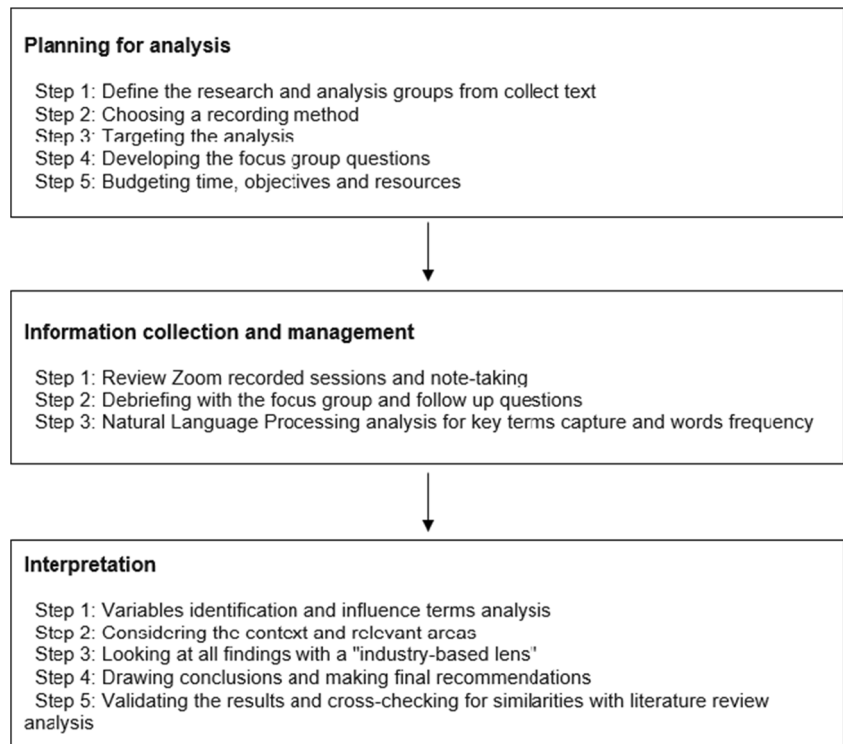 Planning for analysis
Step 1: Define the research and analysis groups from collect text
Step 2: Choosing a recording method
Step 3: Targeting the analysis
Step 4: Developing the focus group questions
Step 5: Budgeting time, objectives and resources
Information collection and management
Step 1: Review Zoom recorded sessions and note-taking
Step 2: Debriefing with the focus group and follow up questions
Step 3: Natural Language Processing analysis for key terms capture and words frequency
Interpretation
Step 1: Variables identification and influence terms analysis
Step 2: Considering the context and relevant areas
Step 3: Looking at all findings with a "industry-based lens"
Step 4: Drawing conclusions and making final recommendations
Step 5: Validating the results and cross-checking for similarities with literature review
analysis